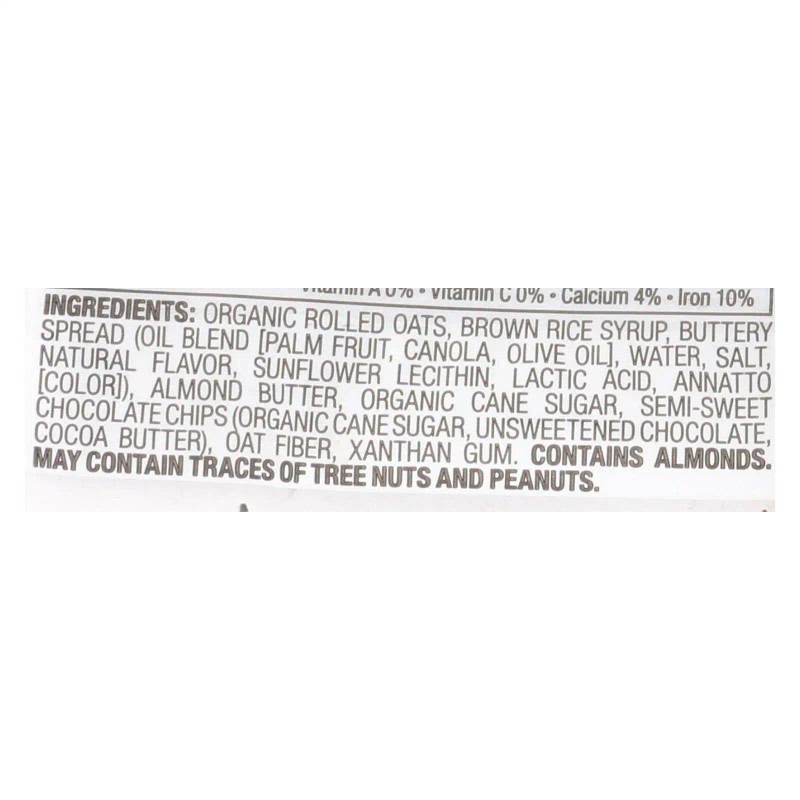 Vitamin A 0% • Vitamin C 0% • Calcium 4% • Iron 10%
INGREDIENTS: ORGANIC ROLLED OATS, BROWN RICE SYRUP, BUTTERY
SPREAD (OIL BLEND [PALM FRUIT, CANOLA, OLIVE OIL], WATER, SALT,
NATURAL FLAVOR, SUNFLOWER LECITHIN, LACTIC ACID, ANNATTO
[COLOR]), ALMOND BUTTER, ORGANIC CANE SUGAR, SEMI-SWEET
CHOCOLATE CHIPS (ORGANIC CANE SUGAR, UNSWEETENED CHOCOLATE,
COCOA BUTTER), OAT FIBER, XANTHAN GUM. CONTAINS ALMONDS.
MAY CONTAIN TRACES OF TREE NUTS AND PEANUTS.